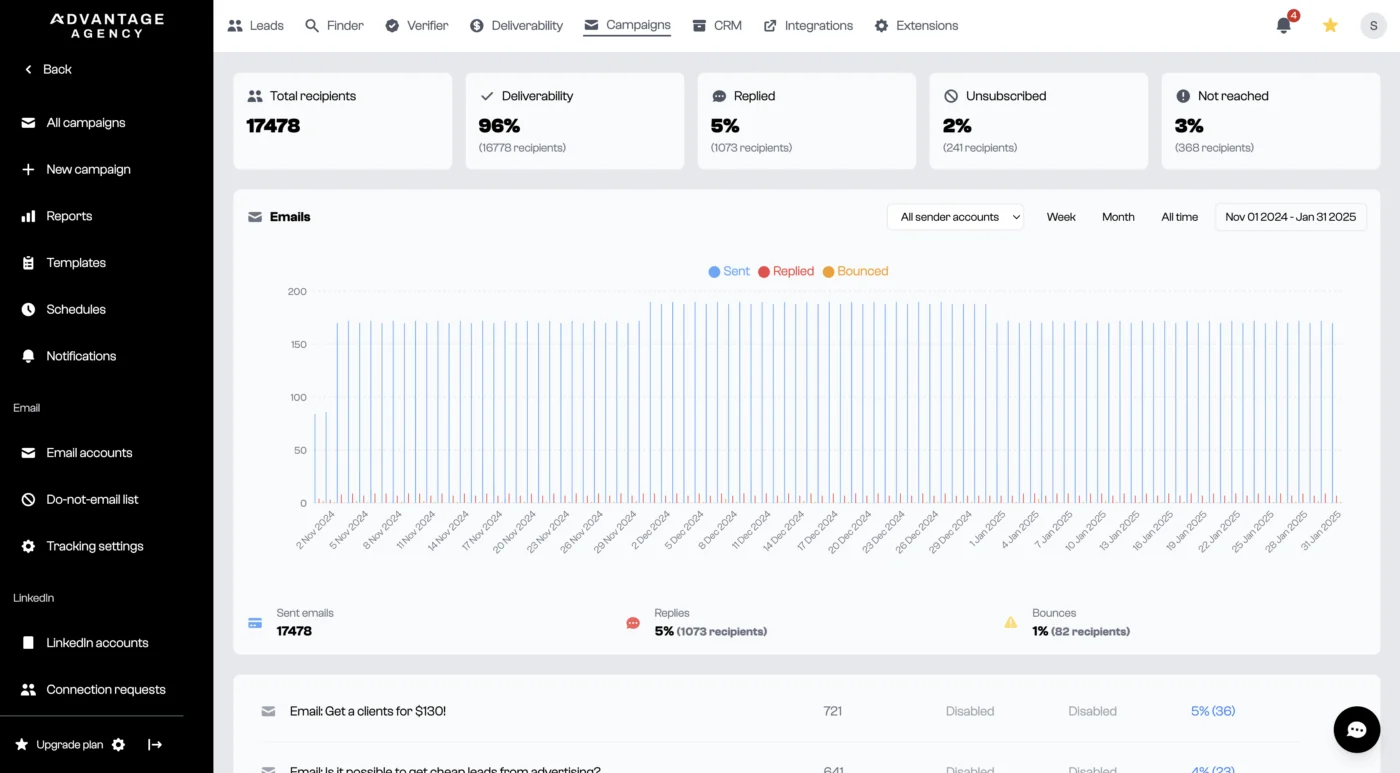 ADVANTAGE
AGENCY
Back
All campaigns
New campaign
Reports
Templates
Schedules
Notifications
Email
Email accounts
Do-not-email list
Tracking settings
LinkedIn
LinkedIn accounts
Connection requests
Upgrade plan
Leads Finder Verifier Deliverability Campaigns CRM Integrations Extensions 4 S
Total recipients
17478
Deliverability
96%
(16778 recipients)
Replied
5%
(1073 recipients)
Unsubscribed
2%
(241 recipients)
Not reached
3%
(368 recipients)
Emails All sender accounts Week Month All time Nov 01 2024 - Jan 31 2025
Sent Replied Bounced
200
150
100
50
0
2 Nov 2024 5 Nov 2024 8 Nov 2024 11 Nov 2024 14 Nov 2024 17 Nov 2024 20 Nov 2024 23 Nov 2024 26 Nov 2024 29 Nov 2024 2 Dec 2024 5 Dec 2024 8 Dec 2024 11 Dec 2024 14 Dec 2024 17 Dec 2024 20 Dec 2024 23 Dec 2024 26 Dec 2024 29 Dec 2024 1 Jan 2025 4 Jan 2025 7 Jan 2025 10 Jan 2025 13 Jan 2025 16 Jan 2025 19 Jan 2025 22 Jan 2025 25 Jan 2025 28 Jan 2025 31 Jan 2025
Sent emails
17478
Replies
5% (1073 recipients)
Bounces
1% (82 recipients)
Email: Get a clients for $130! 721 Disabled Disabled 5% (36)
Email: Is it possible to get cheap leads from advertising? 641 Disabled Disabled 4% (23)